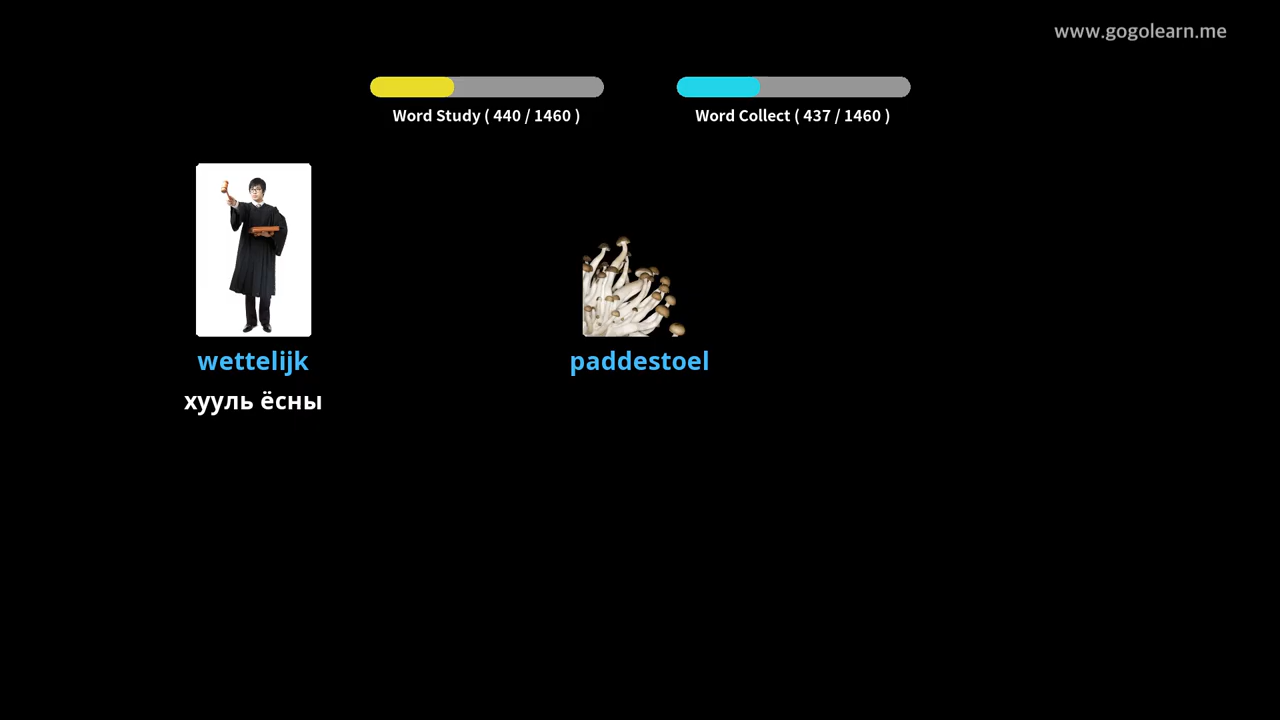 www.gogolearn.me
Word Study ( 440 / 1460 )
Word Collect ( 437 / 1460 )
wettelijk
хууль ёсны
paddestoel